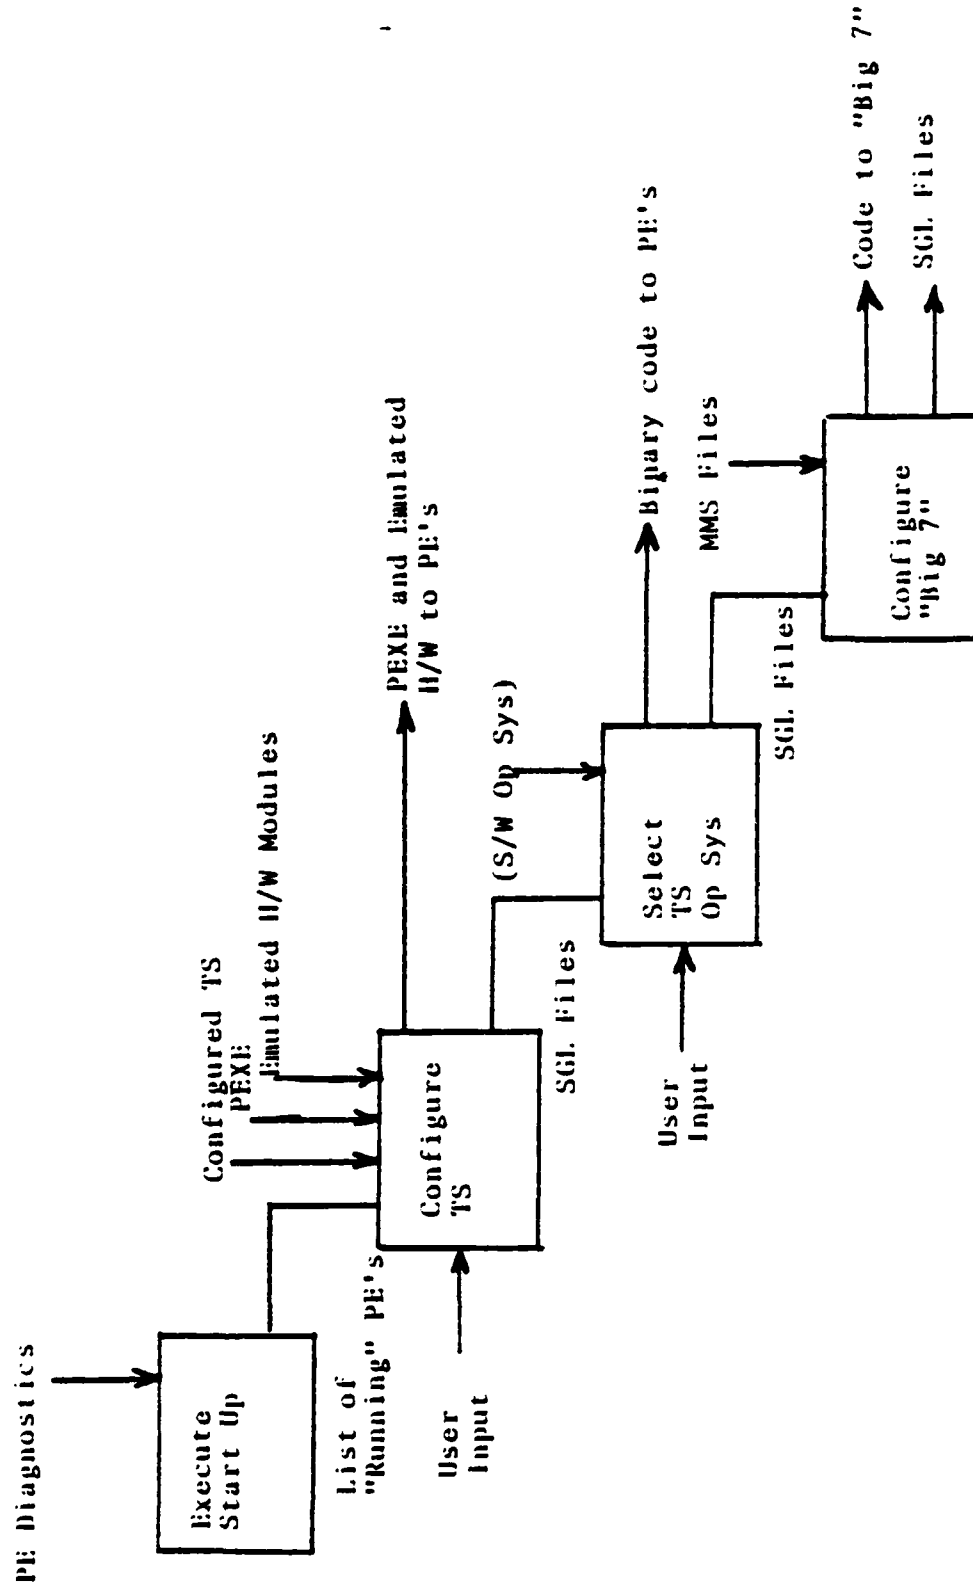 PE Diagnostics
Execute
Start Up
List of
"Running" PE's
User
Input
Configured TS
PEXE
Emulated H/W Modules
Configure
TS
PEXE and Emulated
H/W to PE's
SGL Files
User
Input
(S/W Op Sys)
Select
TS
Op Sys
Binary code to PE's
SGL Files
MMS Files
Configure
"Big 7"
Code to "Big 7"
SGL Files